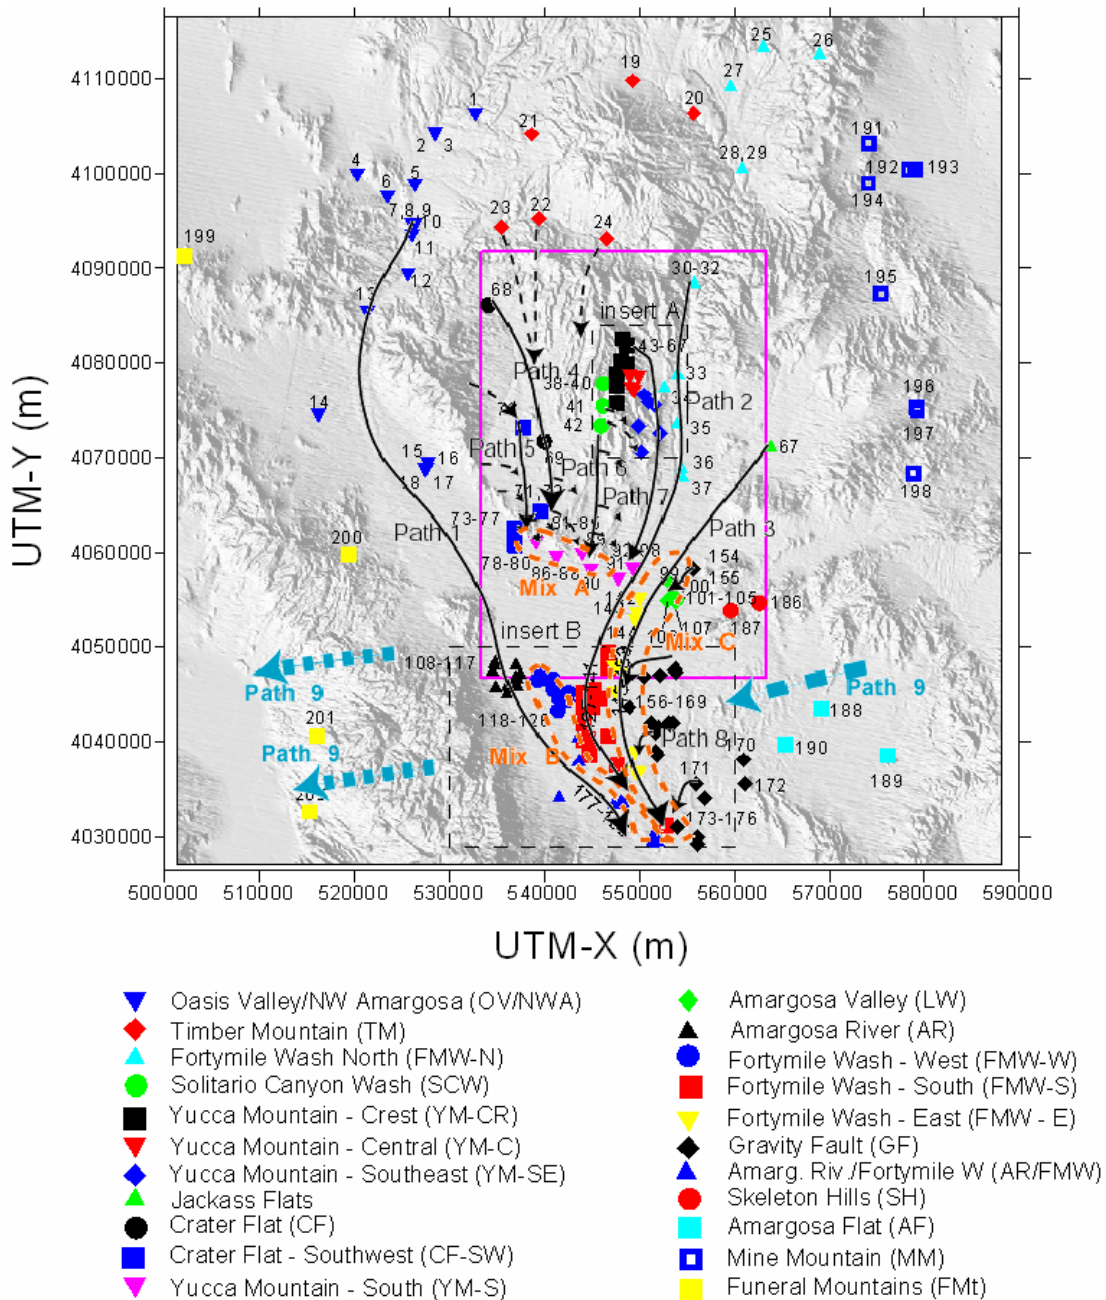 25
26
19
27
4110000
1
20
21
191
2 3
28,29
192
193
4100000
4
5
194
6
22
7,8,9
23
10
24
199
11
4090000
30-32
12
195
68
13
insert A
43-67
4080000
Path 4
33
38-40
196
34
Path 2
14
41
35
197
42
67
15 16
Path 5
69
4070000
Path 6
36
18 17
198
37
Path 7
73-77
81-85
Path 1
Path 3
200
4060000
154
78-80
155
86-88
Mix A
101-105
186
107
187
insert B
Mix C
4050000
108-117
Path 9
Path 9
156-169
118-126
188
201
4040000
Path 8
170
Path 9
Mix B
190
171
172
189
173-176
4030000
500000 510000 520000 530000 540000 550000 560000 570000 580000 590000
UTM-Y (m)
UTM-X (m)
Oasis Valley/NW Amargosa (OV/NWA)
Timber Mountain (TM)
Fortymile Wash North (FMW-N)
Solitario Canyon Wash (SCW)
Yucca Mountain - Crest (YM-CR)
Yucca Mountain - Central (YM-C)
Yucca Mountain - Southeast (YM-SE)
Jackass Flats
Crater Flat (CF)
Crater Flat - Southwest (CF-SW)
Yucca Mountain - South (YM-S)
Amargosa Valley (LW)
Amargosa River (AR)
Fortymile Wash - West (FMW-W)
Fortymile Wash - South (FMW-S)
Fortymile Wash - East (FMW - E)
Gravity Fault (GF)
Amarg. Riv./Fortymile W (AR/FMW)
Skeleton Hills (SH)
Amargosa Flat (AF)
Mine Mountain (MM)
Funeral Mountains (FMt)